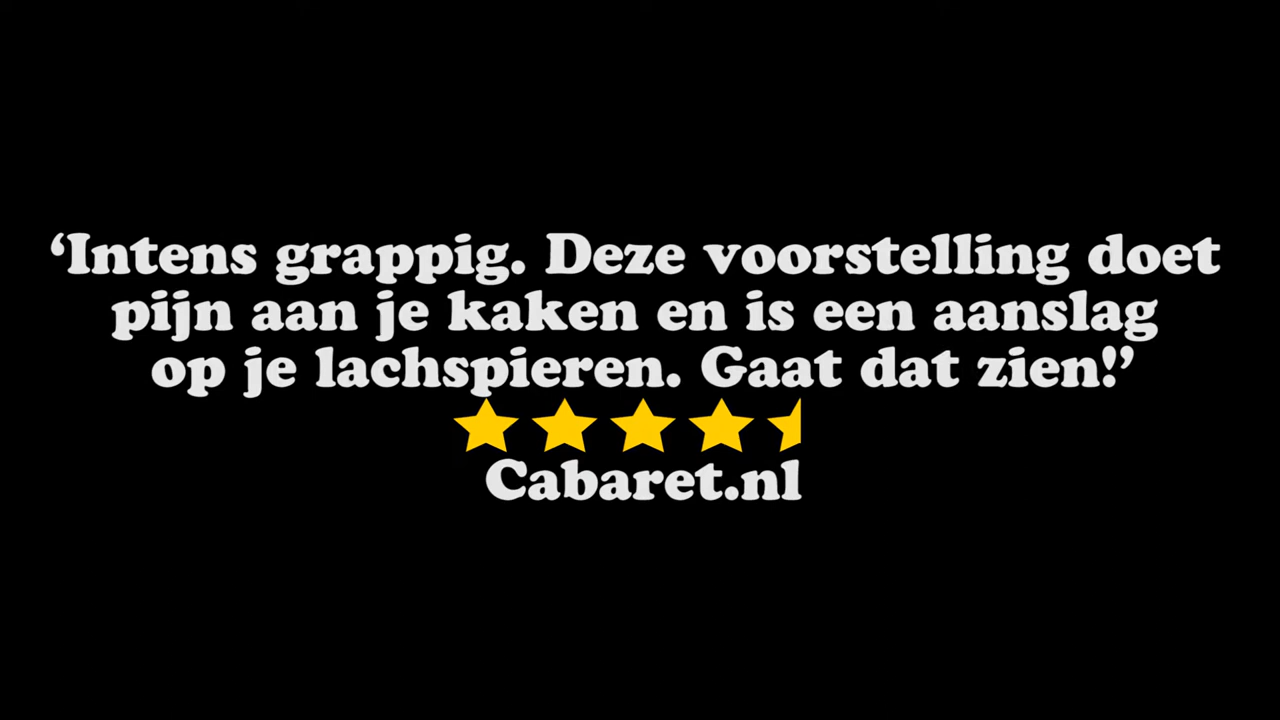 ‘Intens grappig. Deze voorstelling doet
pijn aan je kaken en is een aanslag
op je lachspieren. Gaat dat zien!’
Cabaret.nl